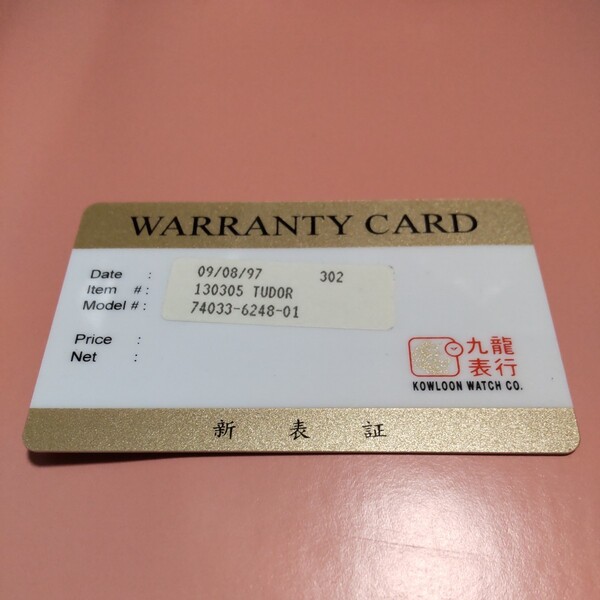 WARRANTY CARD
Date : 09/08/97 302
Item #: 130305 TUDOR
Model #: 74033-6248-01
Price :
Net :
九龍
表行
KOWLOON WATCH CO.
新表証